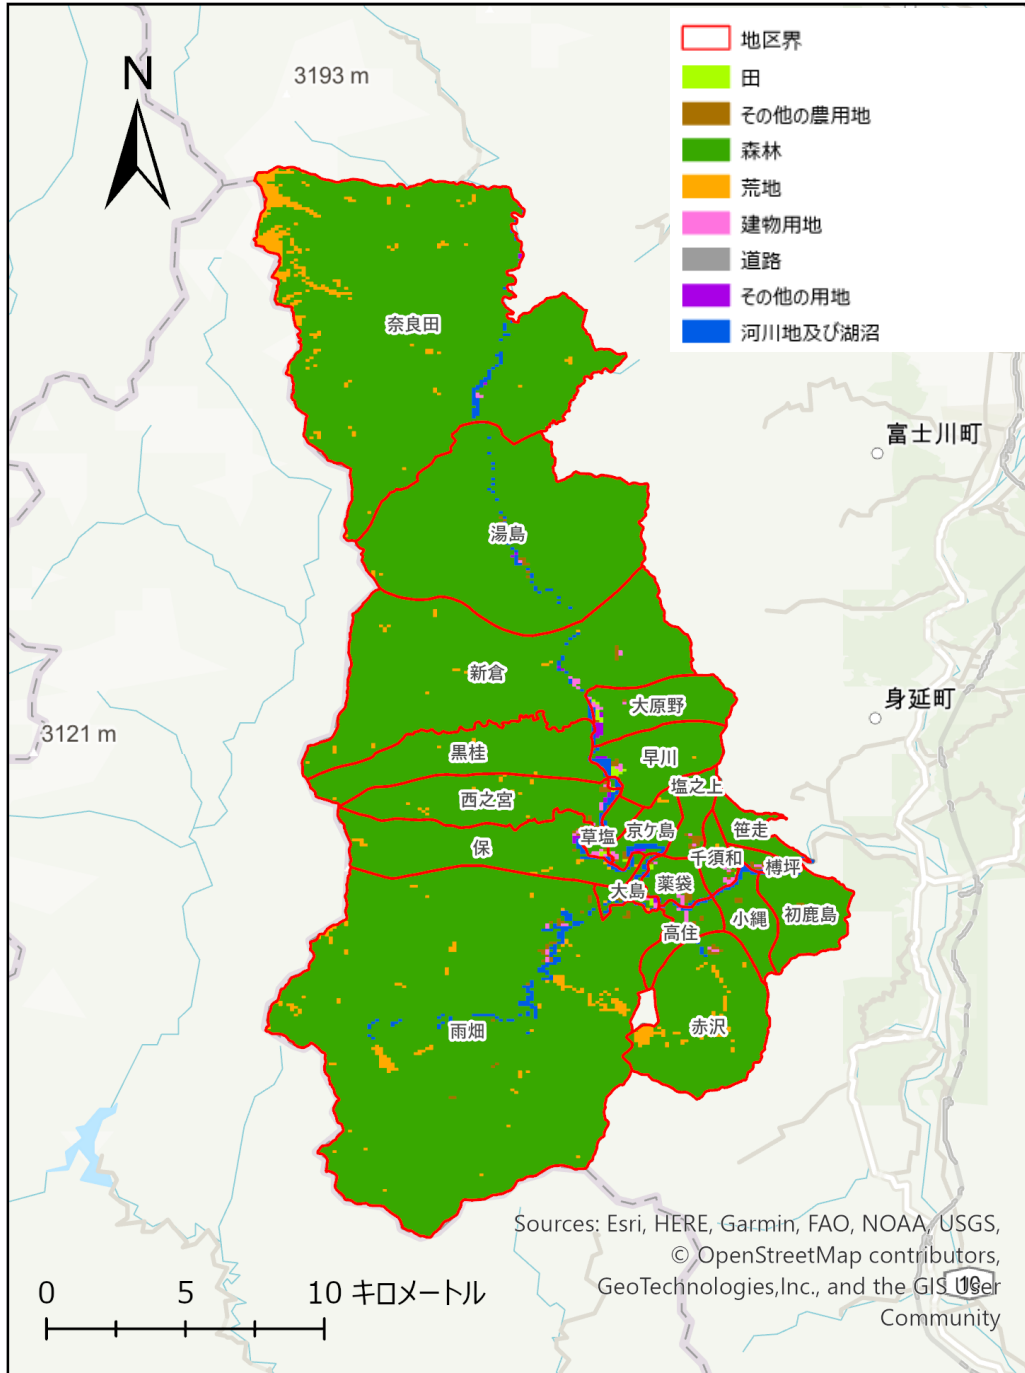 N
3193 m
地区界
田
その他の農用地
森林
荒地
建物用地
道路
その他の用地
河川地及び湖沼
奈良田
富士川町
湯島
新倉
大原野
身延町
3121 m
黒桂
早川
塩之上
西之宮
笹走
京ケ島
草塩
保
千須和
榑坪
薬袋
大島
小縄
初鹿島
高住
赤沢
雨畑
Sources: Esri, HERE, Garmin, FAO, NOAA, USGS,
© OpenStreetMap contributors,
GeoTechnologies,Inc., and the GIS User
Community
0 5 10 キロメートル